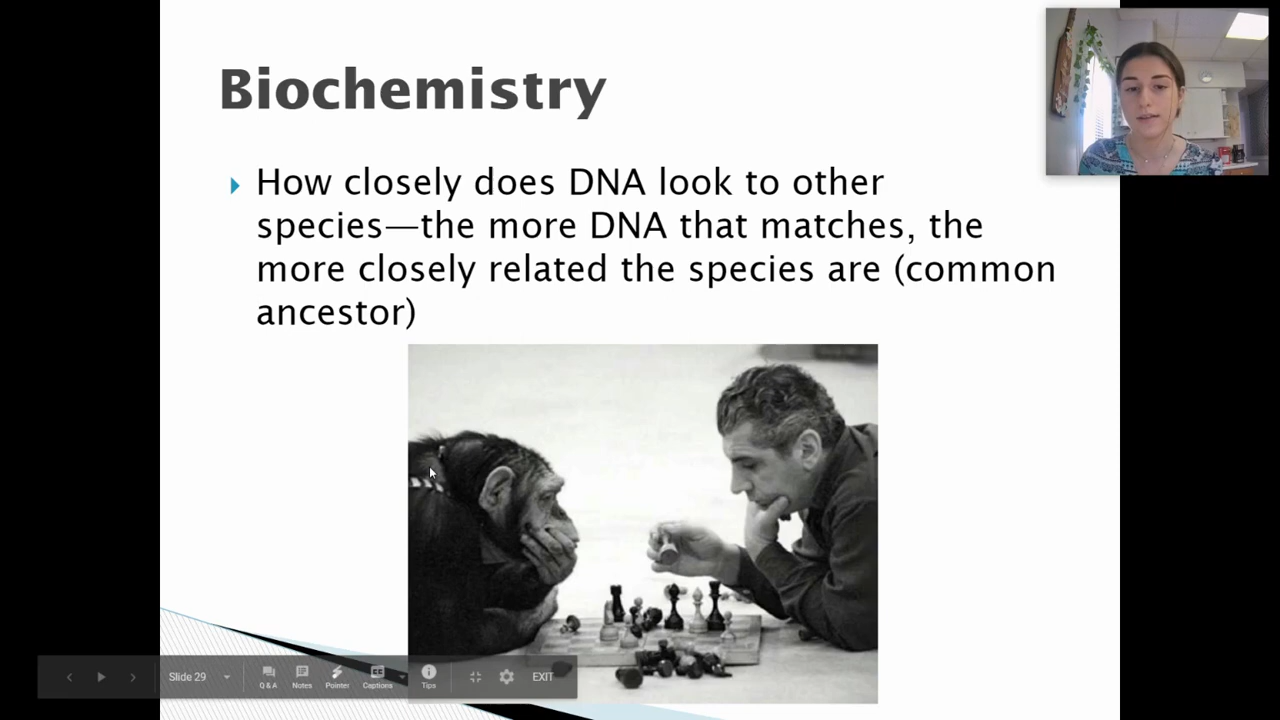 Biochemistry
How closely does DNA look to other
species—the more DNA that matches, the
more closely related the species are (common
ancestor)
Slide 29
Q & A
Notes
Pointer
Captions
Tips
EXIT